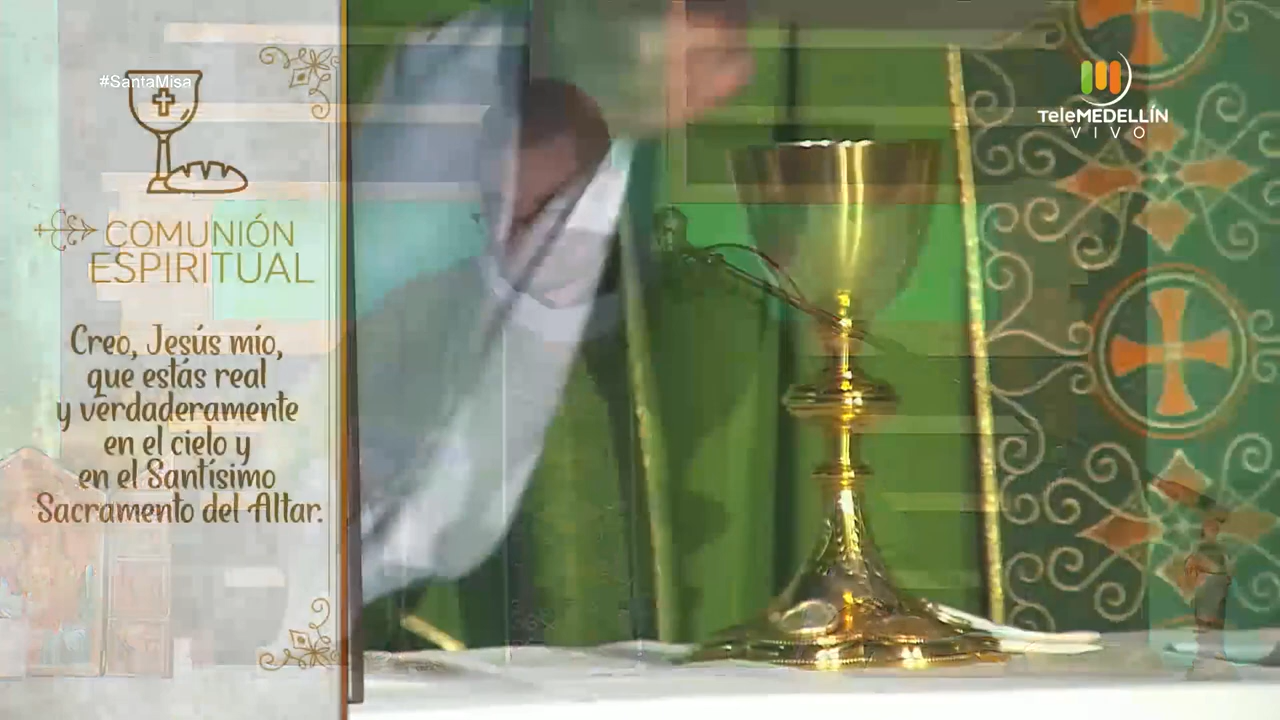 #SantaMisa
COMUNIÓN
ESPIRITUAL
Creo, Jesús mío,
que estás real
y verdaderamente
en el cielo y
en el Santísimo
Sacramento del Altar.
TeleMEDELLÍN
VIVO